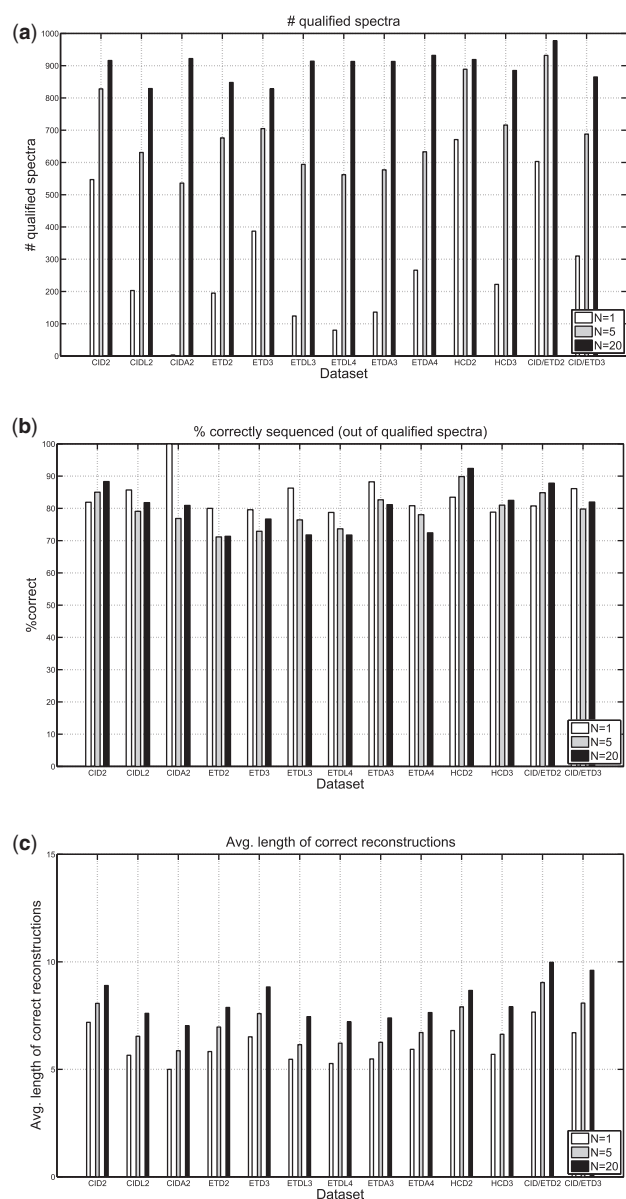 (a)
# qualified spectra
# qualified spectra
1000
900
800
700
600
500
400
300
200
100
0
CID2 CIDL2 CIDA2 ETD2 ETD3 ETDL3 ETDL4 ETDA3 ETDA4 HCD2 HCD3 CID/ETD2 CID/ETD3
Dataset
N=1
N=5
N=20
(b)
% correctly sequenced (out of qualified spectra)
%correct
100
90
80
70
60
50
40
30
20
10
0
CID2 CIDL2 CIDA2 ETD2 ETD3 ETDL3 ETDL4 ETDA3 ETDA4 HCD2 HCD3 CID/ETD2 CID/ETD3
Dataset
N=1
N=5
N=20
(c)
Avg. length of correct reconstructions
Avg. length of correct reconstructions
15
10
5
CID2 CIDL2 CIDA2 ETD2 ETD3 ETDL3 ETDL4 ETDA3 ETDA4 HCD2 HCD3 CID/ETD2 CID/ETD3
Dataset
N=1
N=5
N=20